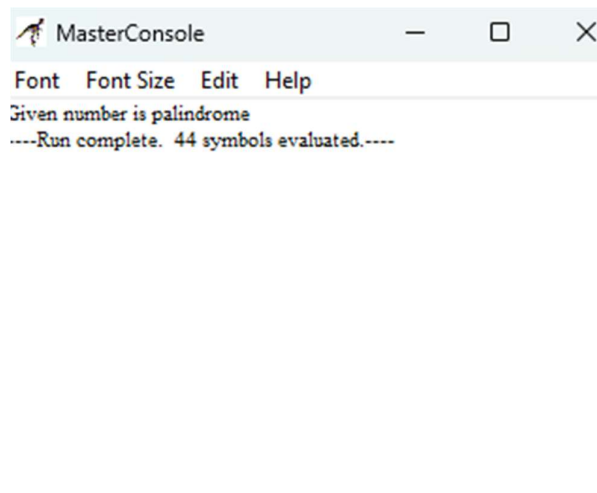 MasterConsole
Font Font Size Edit Help
Given number is palindrome
----Run complete.  44 symbols evaluated.----